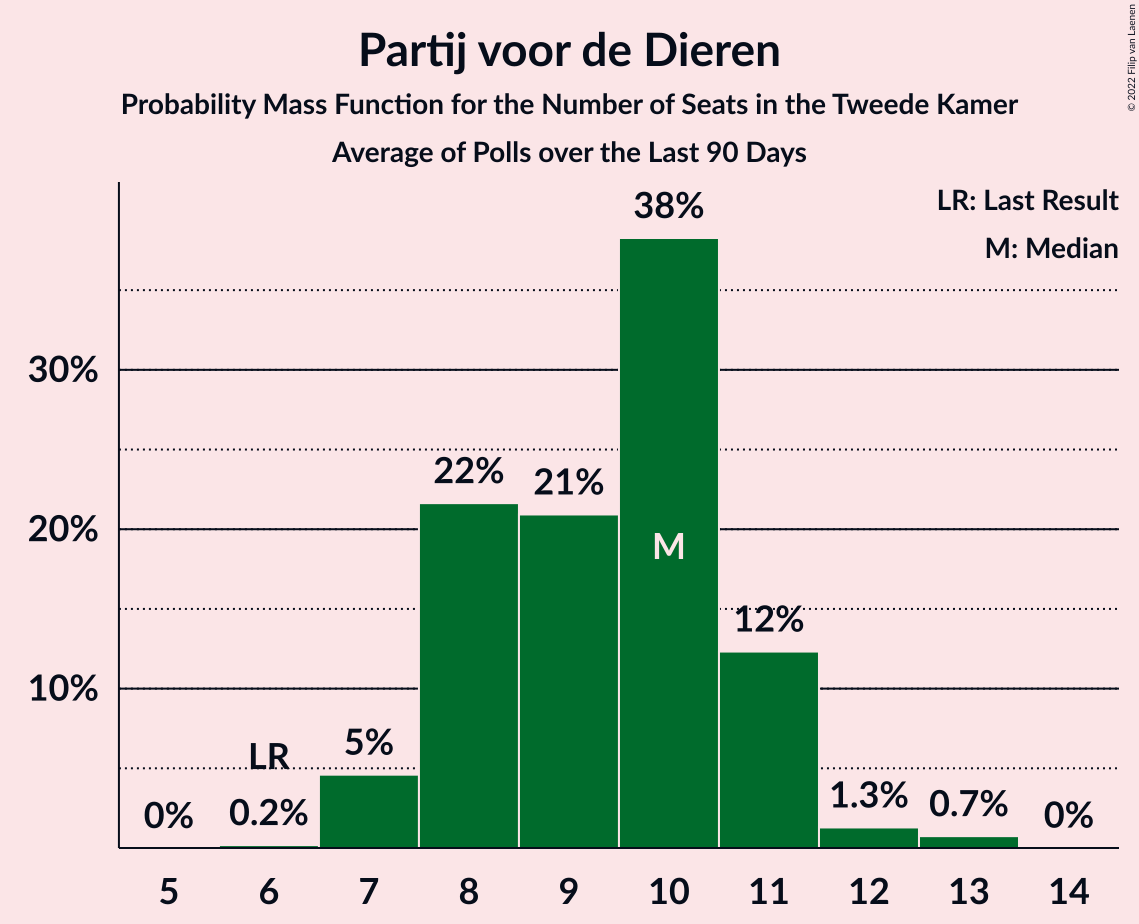 Partij voor de Dieren
Probability Mass Function for the Number of Seats in the Tweede Kamer
Average of Polls over the Last 90 Days
© 2022 Filip van Laenen
LR: Last Result
M: Median
38%
30%
22%
21%
20%
M
12%
10%
5%
LR
0%
0.2%
1.3%
0.7%
0%
5 6 7 8 9 10 11 12 13 14